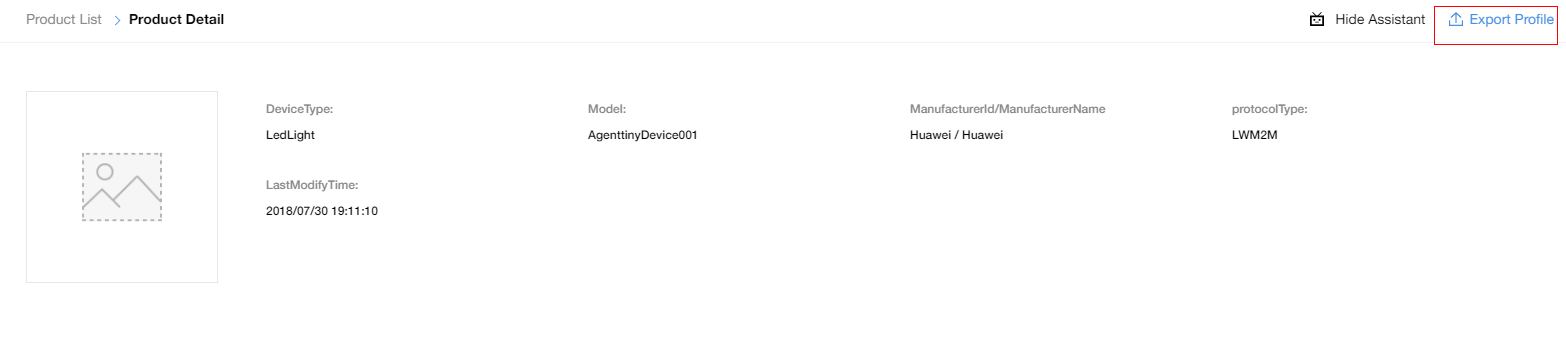 Product List > Product Detail
Hide Assistant
Export Profile
DeviceType: Model: ManufacturerId/ManufacturerName protocolType:
LedLight AgenttinyDevice001 Huawei / Huawei LWM2M
LastModifyTime:
2018/07/30 19:11:10